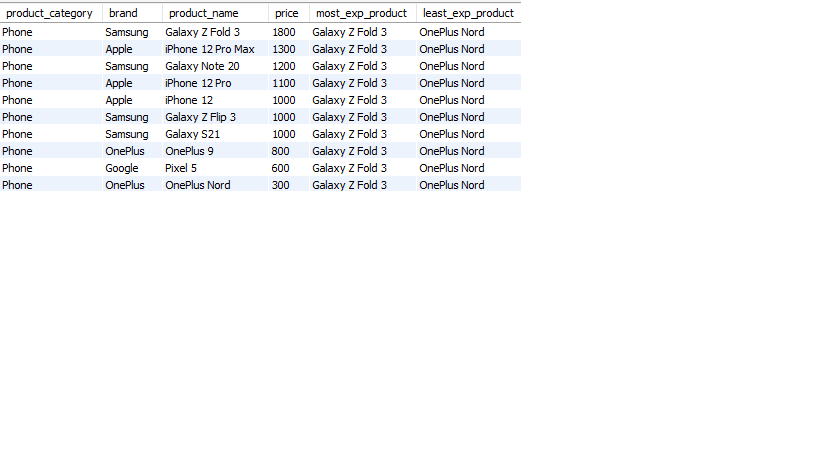 product_category brand product_name price most_exp_product least_exp_product
Phone Samsung Galaxy Z Fold 3 1800 Galaxy Z Fold 3 OnePlus Nord
Phone Apple iPhone 12 Pro Max 1300 Galaxy Z Fold 3 OnePlus Nord
Phone Samsung Galaxy Note 20 1200 Galaxy Z Fold 3 OnePlus Nord
Phone Apple iPhone 12 Pro 1100 Galaxy Z Fold 3 OnePlus Nord
Phone Apple iPhone 12 1000 Galaxy Z Fold 3 OnePlus Nord
Phone Samsung Galaxy Z Flip 3 1000 Galaxy Z Fold 3 OnePlus Nord
Phone Samsung Galaxy S21 1000 Galaxy Z Fold 3 OnePlus Nord
Phone OnePlus OnePlus 9 800 Galaxy Z Fold 3 OnePlus Nord
Phone Google Pixel 5 600 Galaxy Z Fold 3 OnePlus Nord
Phone OnePlus OnePlus Nord 300 Galaxy Z Fold 3 OnePlus Nord